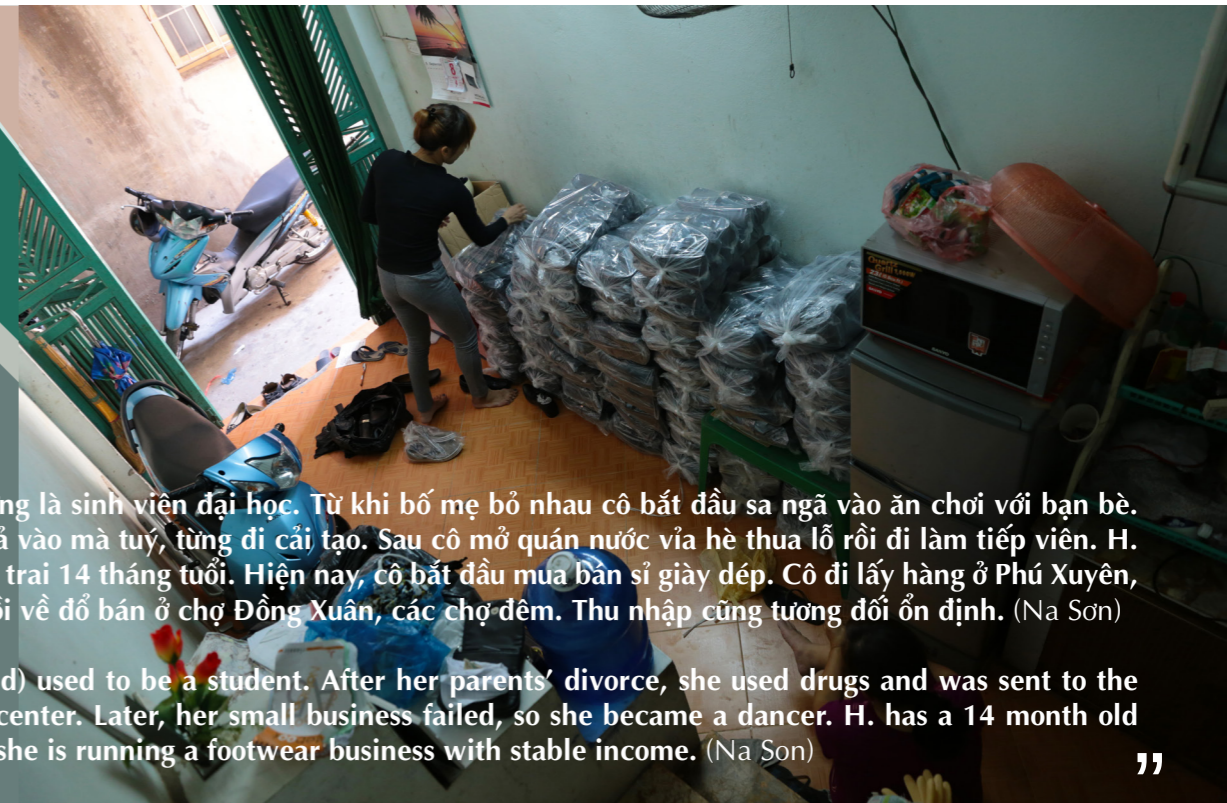 ng là sinh viên đại học. Từ khi bố mẹ bỏ nhau cô bắt đầu sa ngã vào ăn chơi với bạn bè.
ả vào mà tuý, từng đi cải tạo. Sau cô mở quán nước vỉa hè thua lỗ rồi đi làm tiếp viên. H.
trai 14 tháng tuổi. Hiện nay, cô bắt đầu mua bán sỉ giày dép. Cô đi lấy hàng ở Phú Xuyên,
ồi về đổ bán ở chợ Đồng Xuân, các chợ đêm. Thu nhập cũng tương đối ổn định. (Na Sơn)
d) used to be a student. After her parents’ divorce, she used drugs and was sent to the
center. Later, her small business failed, so she became a dancer. H. has a 14 month old
she is running a footwear business with stable income. (Na Son)
”